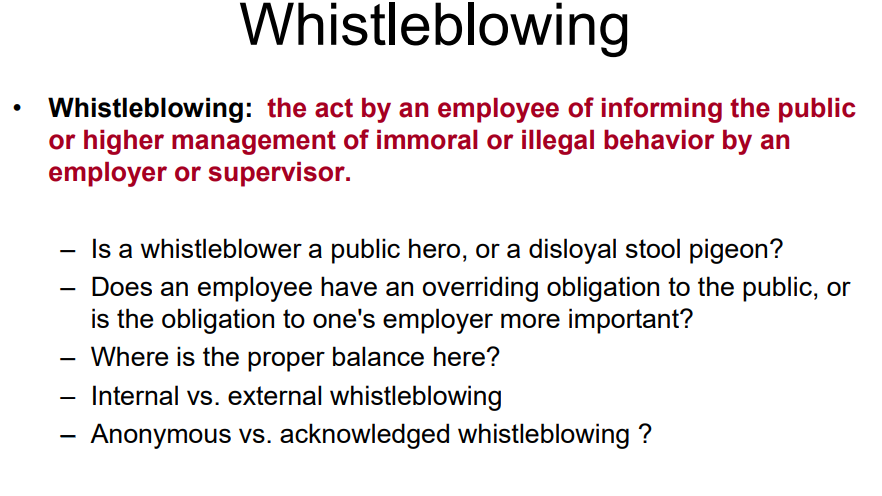 Whistleblowing
• Whistleblowing: the act by an employee of informing the public
or higher management of immoral or illegal behavior by an
employer or supervisor.
– Is a whistleblower a public hero, or a disloyal stool pigeon?
– Does an employee have an overriding obligation to the public, or
is the obligation to one's employer more important?
– Where is the proper balance here?
– Internal vs. external whistleblowing
– Anonymous vs. acknowledged whistleblowing ?